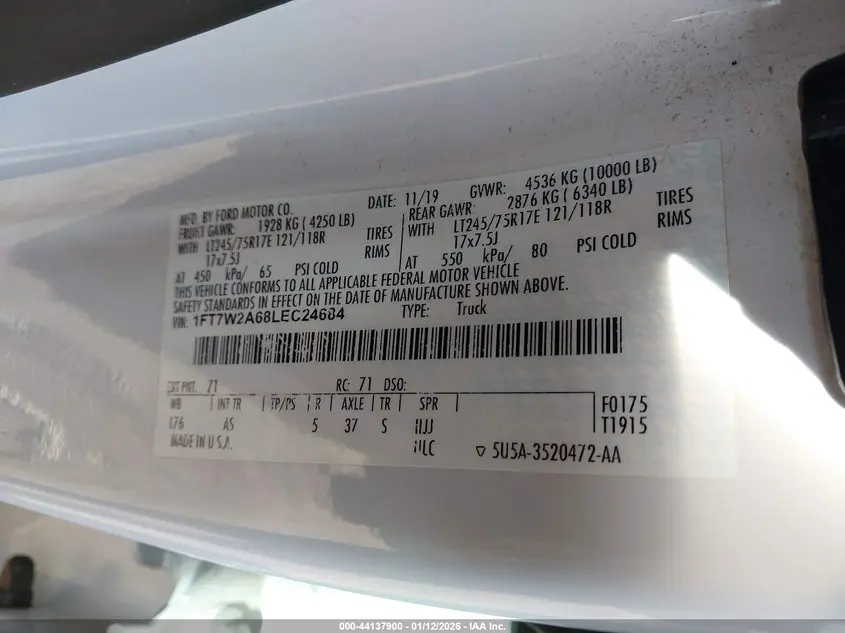 MFD. BY FORD MOTOR CO. DATE: 11/19 GVWR: 4536 KG (10000 LB)
FRONT GAWR: 1928 KG (4250 LB) REAR GAWR: 2876 KG (6340 LB)
WITH LT245/75R17E 121/118R TIRES WITH LT245/75R17E 121/118R TIRES
17x7.5J RIMS 17x7.5J RIMS
AT 450 kPa/ 65 PSI COLD AT 550 kPa/ 80 PSI COLD
THIS VEHICLE CONFORMS TO ALL APPLICABLE FEDERAL MOTOR VEHICLE
SAFETY STANDARDS IN EFFECT ON THE DATE OF MANUFACTURE SHOWN ABOVE.
VIN: 1FT7W2A68LEC24684 TYPE: Truck
EXT PNT: 71 RC: 71 DSO:
WB INT TR TP/PS R AXLE TR SPR F0175
176 AS 5 37 S T1915
MADE IN U.S.A. 5U5A-3520472-AA
000-44137900 - 01/12/2026 - IAA Inc.